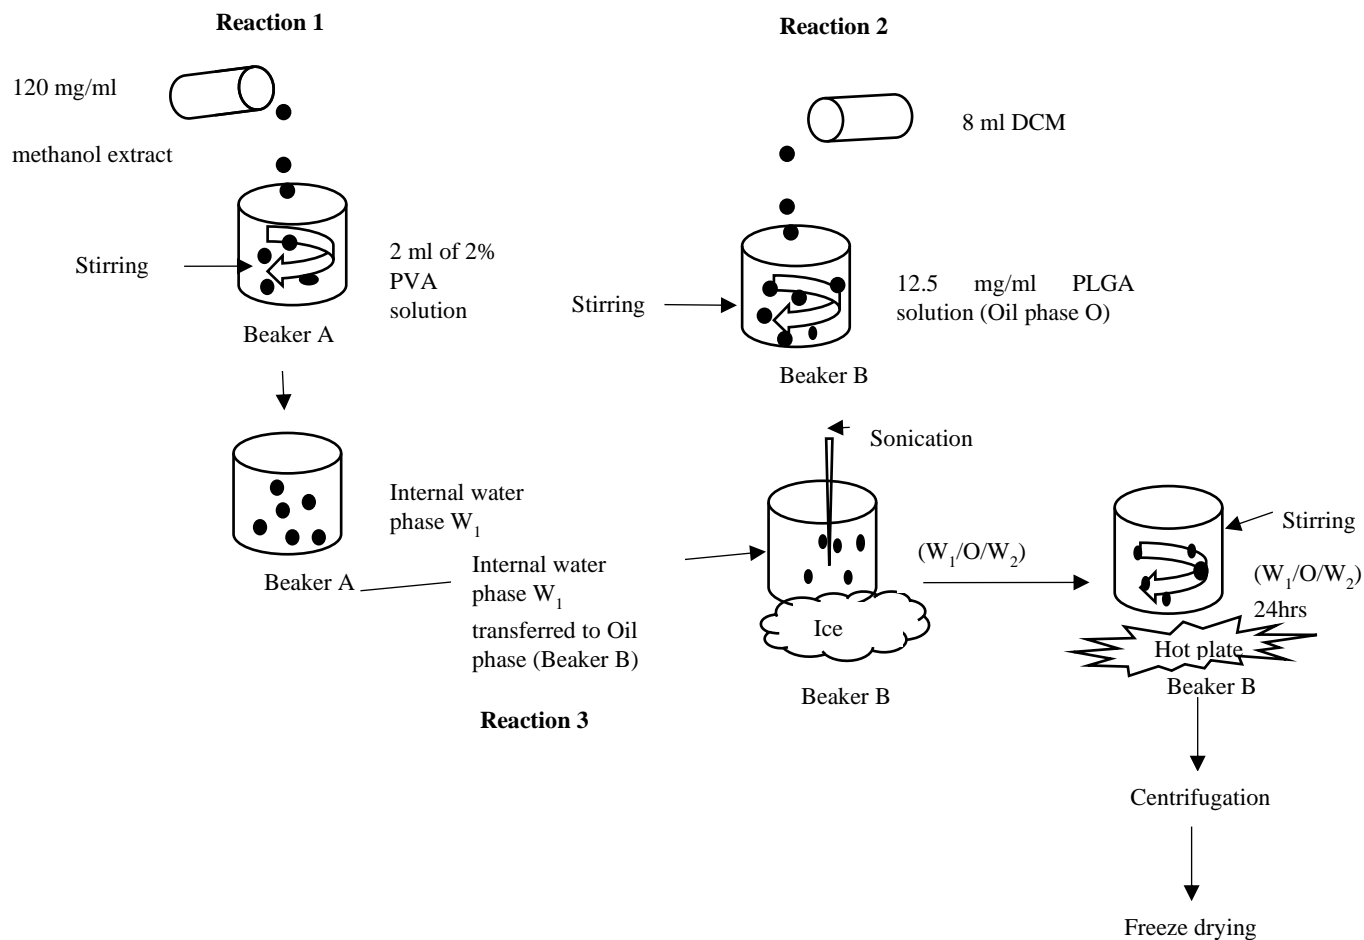 Reaction 1
120 mg/ml
methanol extract
Stirring
2 ml of 2%
PVA
solution
Beaker A
Internal water
phase W₁
Beaker A
Reaction 2
8 ml DCM
Stirring
12.5 mg/ml PLGA
solution (Oil phase O)
Beaker B
Internal water
phase W₁
transferred to Oil
phase (Beaker B)
Reaction 3
Sonication
Ice
Beaker B
(W₁/O/W₂)
Stirring
(W₁/O/W₂)
24hrs
Hot plate
Beaker B
Centrifugation
Freeze drying